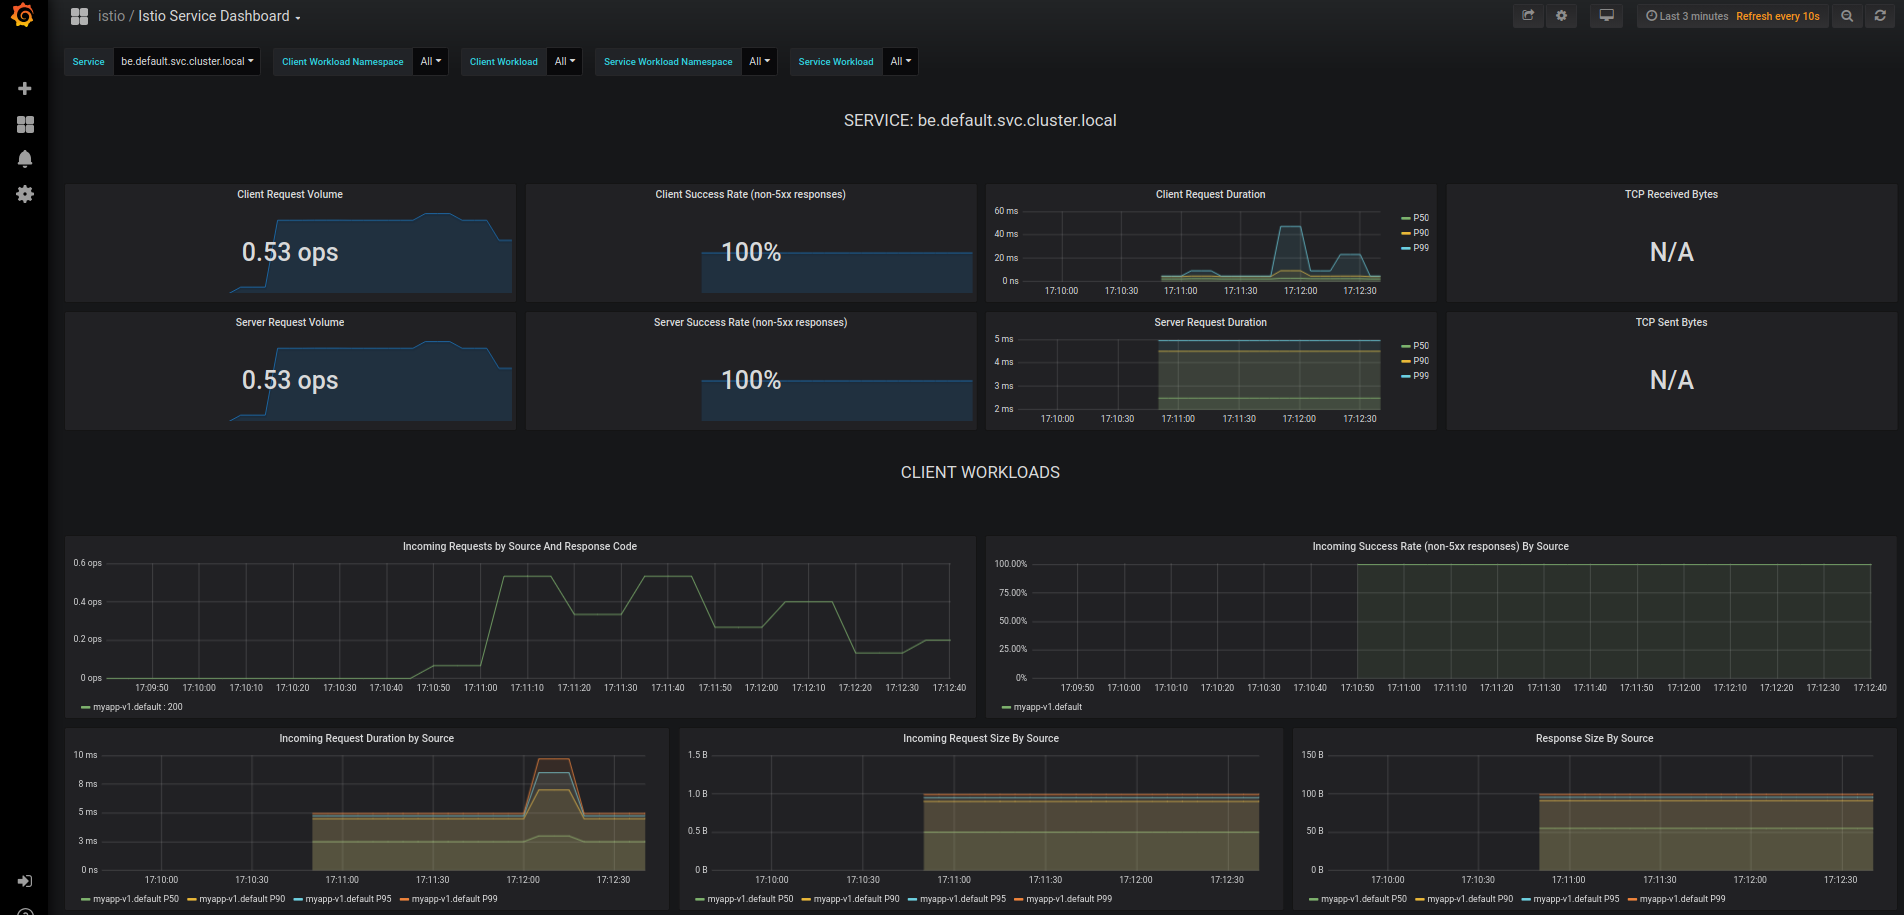 istio / Istio Service Dashboard
Last 3 minutes Refresh every 10s
Service be.default.svc.cluster.local Client Workload Namespace All Client Workload All Service Workload Namespace All Service Workload All
SERVICE: be.default.svc.cluster.local
Client Request Volume
0.53 ops
Client Success Rate (non-5xx responses)
100%
Client Request Duration
60 ms
40 ms
20 ms
0 ns
17:10:00 17:10:30 17:11:00 17:11:30 17:12:00 17:12:30
P50
P90
P99
TCP Received Bytes
N/A
Server Request Volume
0.53 ops
Server Success Rate (non-5xx responses)
100%
Server Request Duration
5 ms
4 ms
3 ms
2 ms
17:10:00 17:10:30 17:11:00 17:11:30 17:12:00 17:12:30
P50
P90
P99
TCP Sent Bytes
N/A
CLIENT WORKLOADS
Incoming Requests by Source And Response Code
0.6 ops
0.4 ops
0.2 ops
0 ops
17:09:50 17:10:00 17:10:10 17:10:20 17:10:30 17:10:40 17:10:50 17:11:00 17:11:10 17:11:20 17:11:30 17:11:40 17:11:50 17:12:00 17:12:10 17:12:20 17:12:30 17:12:40
myapp-v1.default : 200
Incoming Success Rate (non-5xx responses) By Source
100.00%
75.00%
50.00%
25.00%
0%
17:09:50 17:10:00 17:10:10 17:10:20 17:10:30 17:10:40 17:10:50 17:11:00 17:11:10 17:11:20 17:11:30 17:11:40 17:11:50 17:12:00 17:12:10 17:12:20 17:12:30 17:12:40
myapp-v1.default
Incoming Request Duration by Source
10 ms
8 ms
5 ms
3 ms
0 ns
17:10:00 17:10:30 17:11:00 17:11:30 17:12:00 17:12:30
myapp-v1.default P50 myapp-v1.default P90 myapp-v1.default P95 myapp-v1.default P99
Incoming Request Size By Source
1.5 B
1.0 B
0.5 B
0 B
17:10:00 17:10:30 17:11:00 17:11:30 17:12:00 17:12:30
myapp-v1.default P50 myapp-v1.default P90 myapp-v1.default P95 myapp-v1.default P99
Response Size By Source
150 B
100 B
50 B
0 B
17:10:00 17:10:30 17:11:00 17:11:30 17:12:00 17:12:30
myapp-v1.default P50 myapp-v1.default P90 myapp-v1.default P95 myapp-v1.default P99